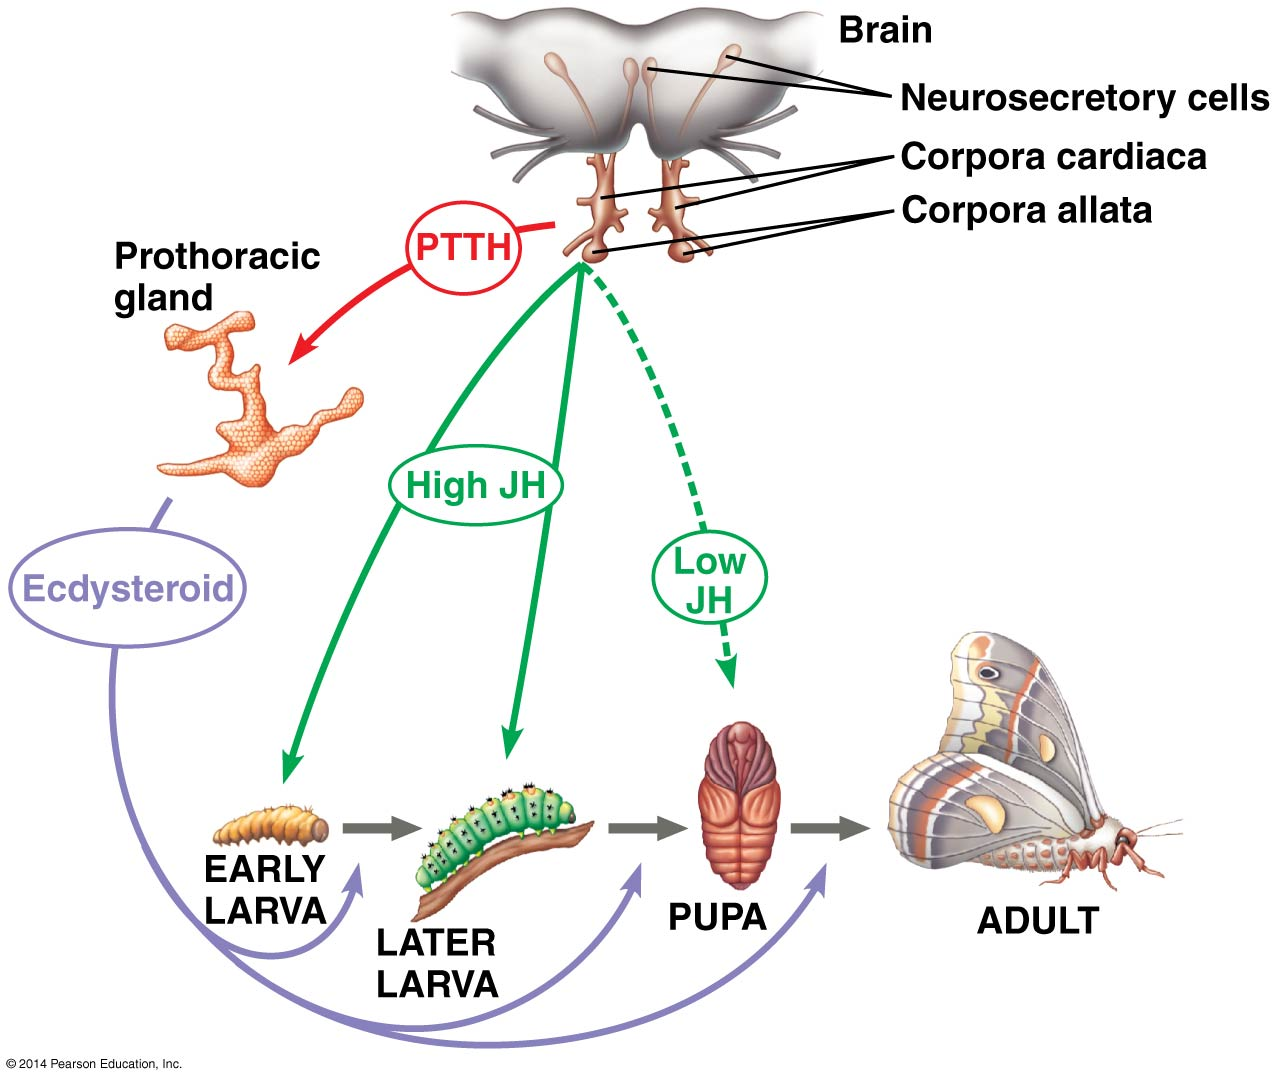 Brain
Neurosecretory cells
Corpora cardiaca
Corpora allata
PTTH
Prothoracic
gland
High JH
Low
JH
Ecdysteroid
EARLY
LARVA
LATER
LARVA
PUPA
ADULT
© 2014 Pearson Education, Inc.